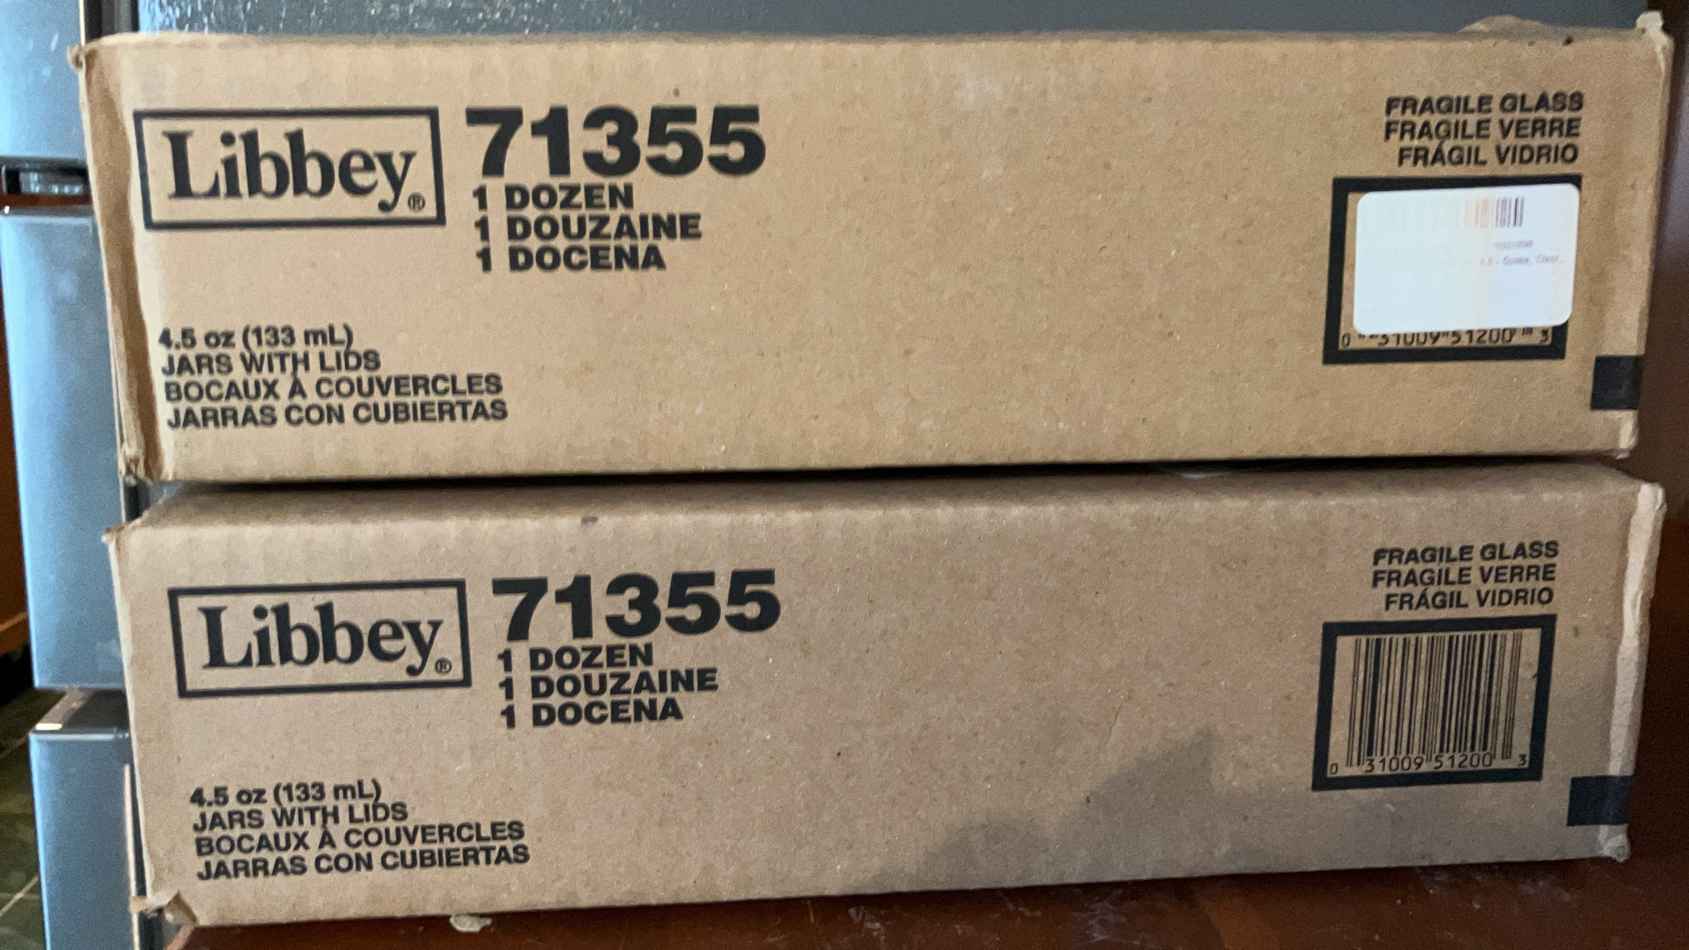 Libbey®
71355
1 DOZEN
1 DOUZAINE
1 DOCENA
4.5 oz (133 mL)
JARS WITH LIDS
BOCAUX À COUVERCLES
JARRAS CON CUBIERTAS
FRAGILE GLASS
FRAGILE VERRE
FRÁGIL VIDRIO
0 31009 51200 3
Libbey®
71355
1 DOZEN
1 DOUZAINE
1 DOCENA
4.5 oz (133 mL)
JARS WITH LIDS
BOCAUX À COUVERCLES
JARRAS CON CUBIERTAS
FRAGILE GLASS
FRAGILE VERRE
FRÁGIL VIDRIO
0 31009 51200 3